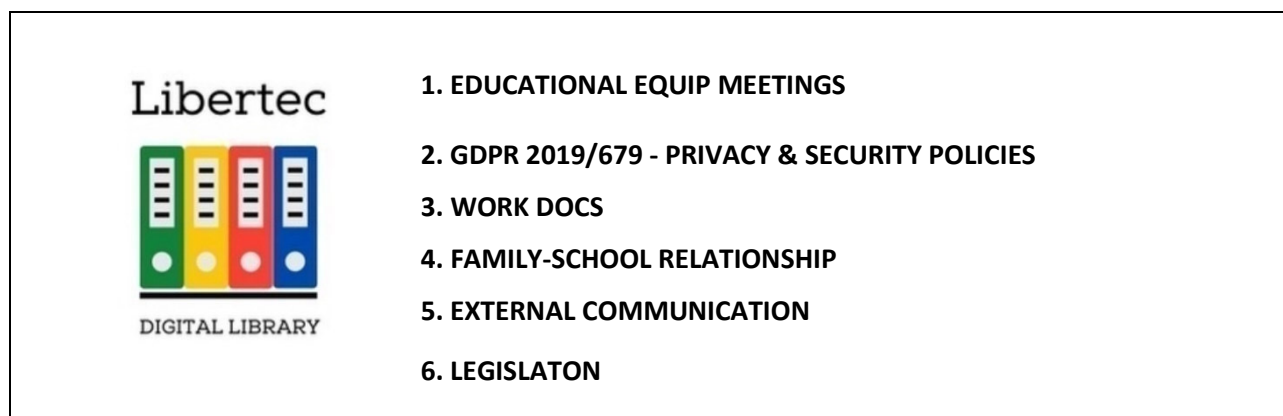 Libertec
DIGITAL LIBRARY
1. EDUCATIONAL EQUIP MEETINGS
2. GDPR 2019/679 - PRIVACY & SECURITY POLICIES
3. WORK DOCS
4. FAMILY-SCHOOL RELATIONSHIP
5. EXTERNAL COMMUNICATION
6. LEGISLATON